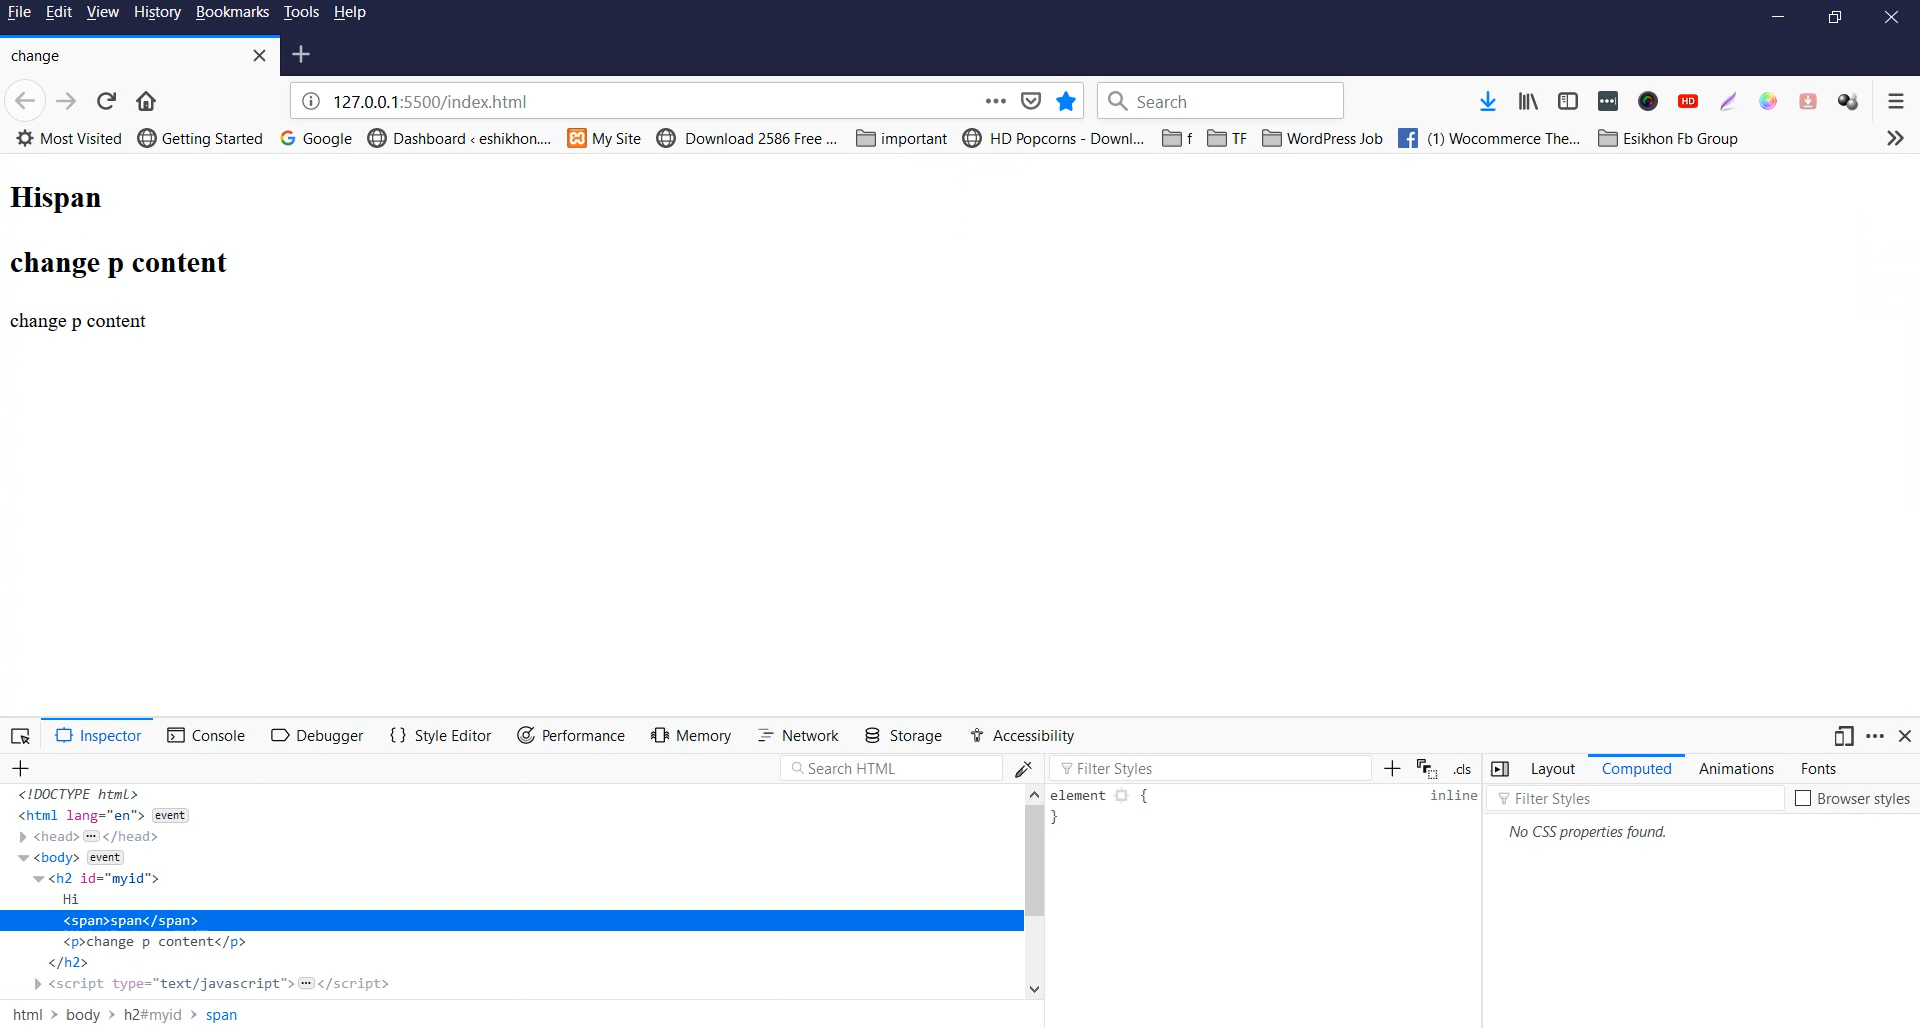 File Edit View History Bookmarks Tools Help
change
127.0.0.1:5500/index.html
Search
HD
Most Visited Getting Started Google Dashboard ‹ eshikhon.... My Site Download 2586 Free ... important HD Popcorns - Downl... f TF WordPress Job (1) Wocommerce The... Esikhon Fb Group
Hispan
change p content
change p content
Inspector Console Debugger Style Editor Performance Memory Network Storage Accessibility
Search HTML
Filter Styles
.cls
Layout Computed Animations Fonts
<!DOCTYPE html>
<html lang="en"> event
<head> ... </head>
<body> event
<h2 id="myid">
Hi
<span>span</span>
<p>change p content</p>
</h2>
<script type="text/javascript"> ... </script>
html > body > h2#myid > span
element { inline
}
Filter Styles Browser styles
No CSS properties found.